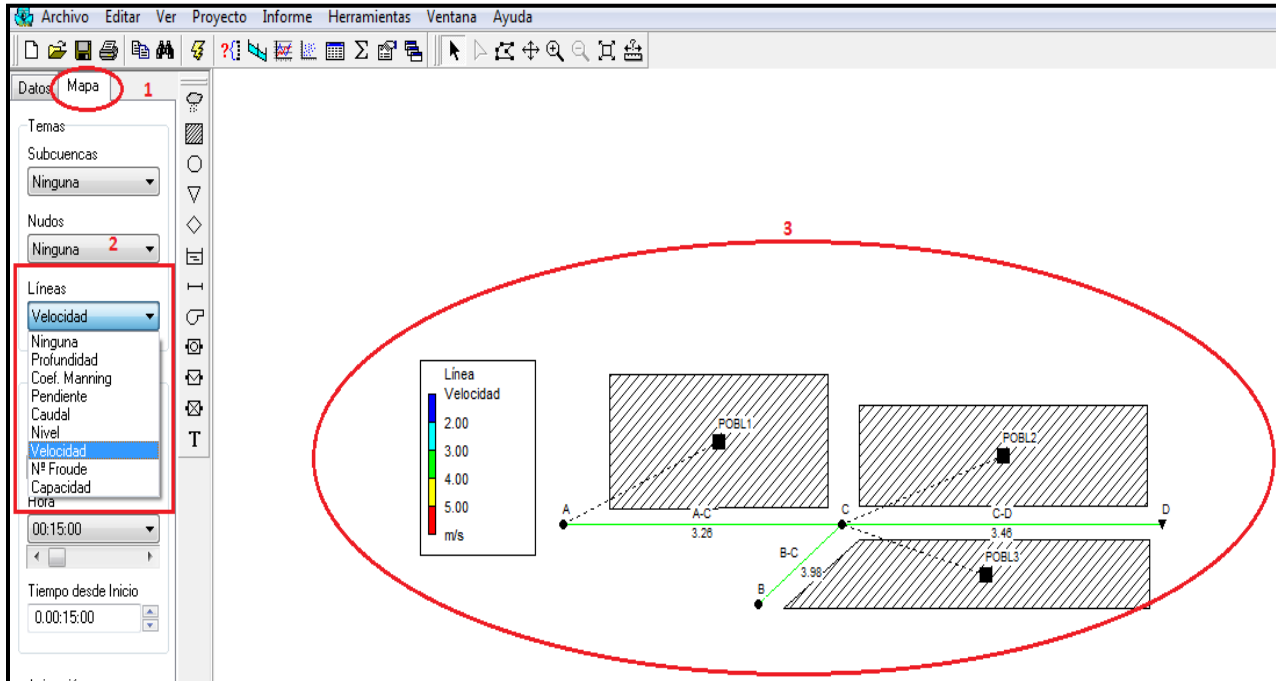 Archivo Editar Ver Proyecto Informe Herramientas Ventana Ayuda
Datos Mapa 1
Temas
Subcuencas
Ninguna
Nudos
Ninguna 2
Líneas
Velocidad
Ninguna
Profundidad
Coef. Manning
Pendiente
Caudal
Nivel
Velocidad
Nº Froude
Capacidad
Hora
00:15:00
Tiempo desde Inicio
0.00:15:00
T
3
Línea
Velocidad
2.00
3.00
4.00
5.00
m/s
POBL1
POBL2
A
A-C
C
C-D
D
3.26
3.46
B-C
POBL3
3.98
B